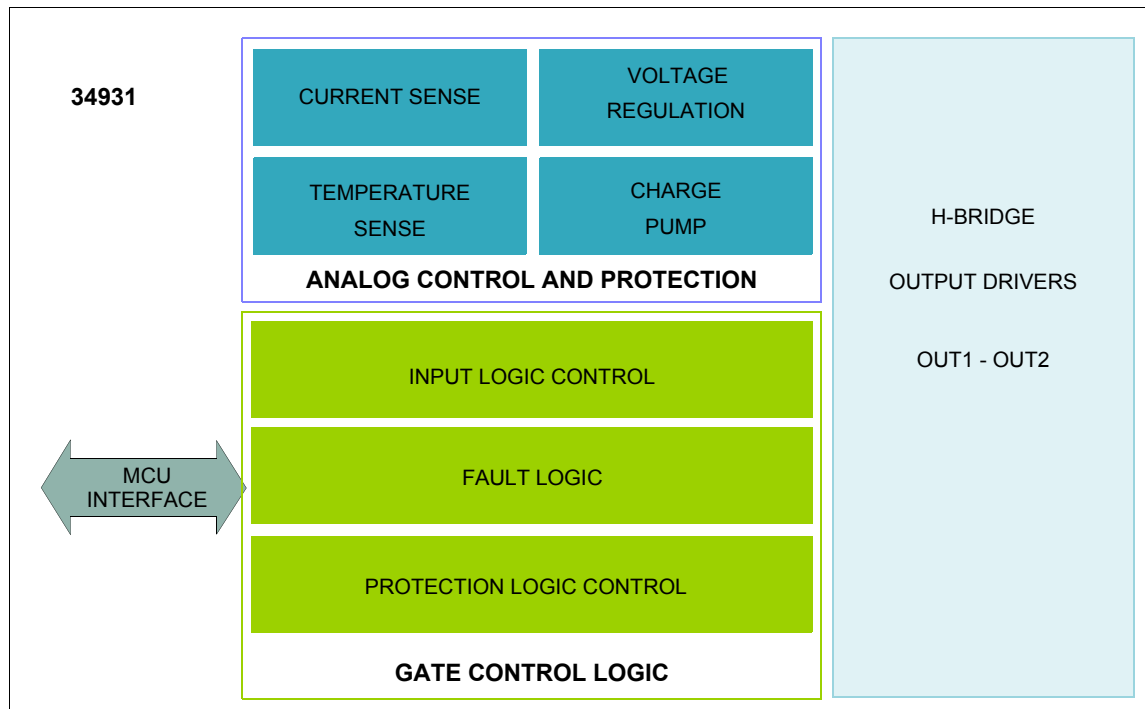 34931
CURRENT SENSE
VOLTAGE
REGULATION
TEMPERATURE
SENSE
CHARGE
PUMP
ANALOG CONTROL AND PROTECTION
INPUT LOGIC CONTROL
FAULT LOGIC
PROTECTION LOGIC CONTROL
GATE CONTROL LOGIC
MCU
INTERFACE
H-BRIDGE
OUTPUT DRIVERS
OUT1 - OUT2